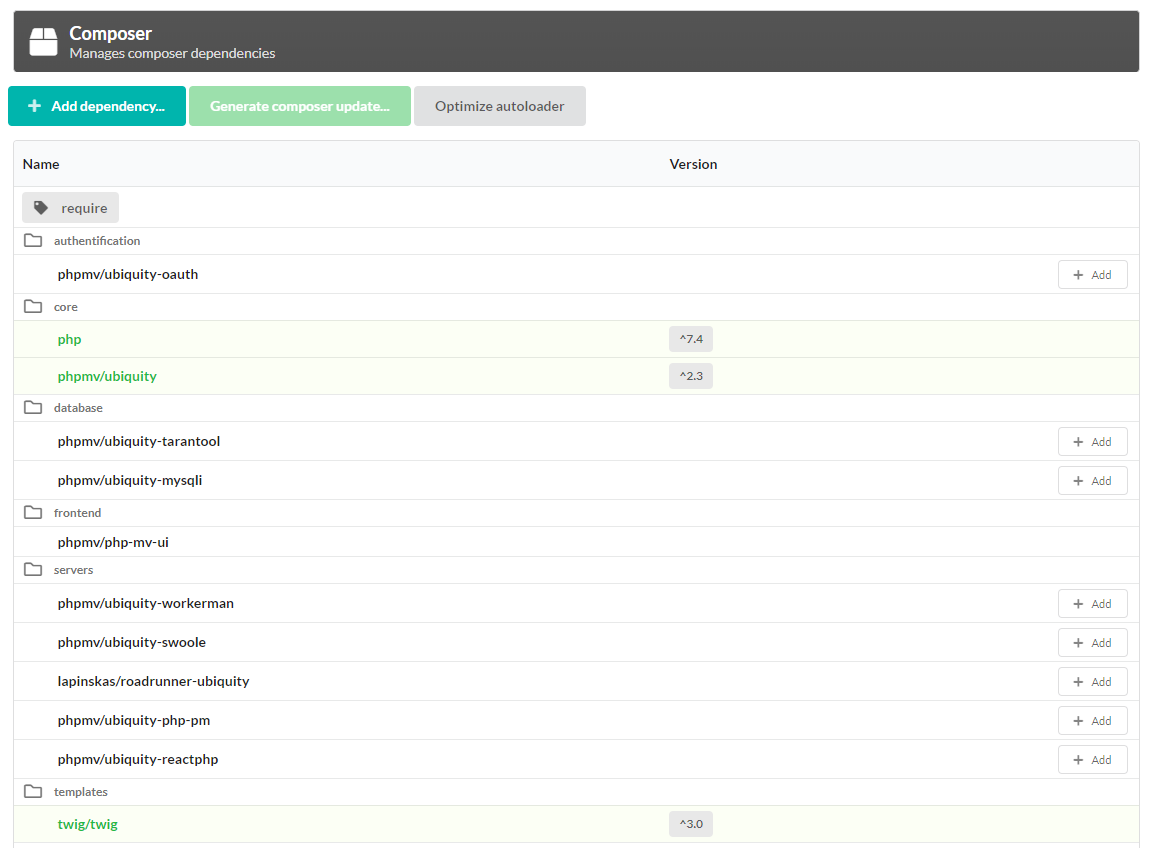 Composer
Manages composer dependencies
Add dependency... Generate composer update... Optimize autoloader
Name Version
require
authentification
phpmv/ubiquity-oauth Add
core
php ^7.4
phpmv/ubiquity ^2.3
database
phpmv/ubiquity-tarantool Add
phpmv/ubiquity-mysqli Add
frontend
phpmv/php-mv-ui
servers
phpmv/ubiquity-workerman Add
phpmv/ubiquity-swoole Add
lapinskas/roadrunner-ubiquity Add
phpmv/ubiquity-php-pm Add
phpmv/ubiquity-reactphp Add
templates
twig/twig ^3.0